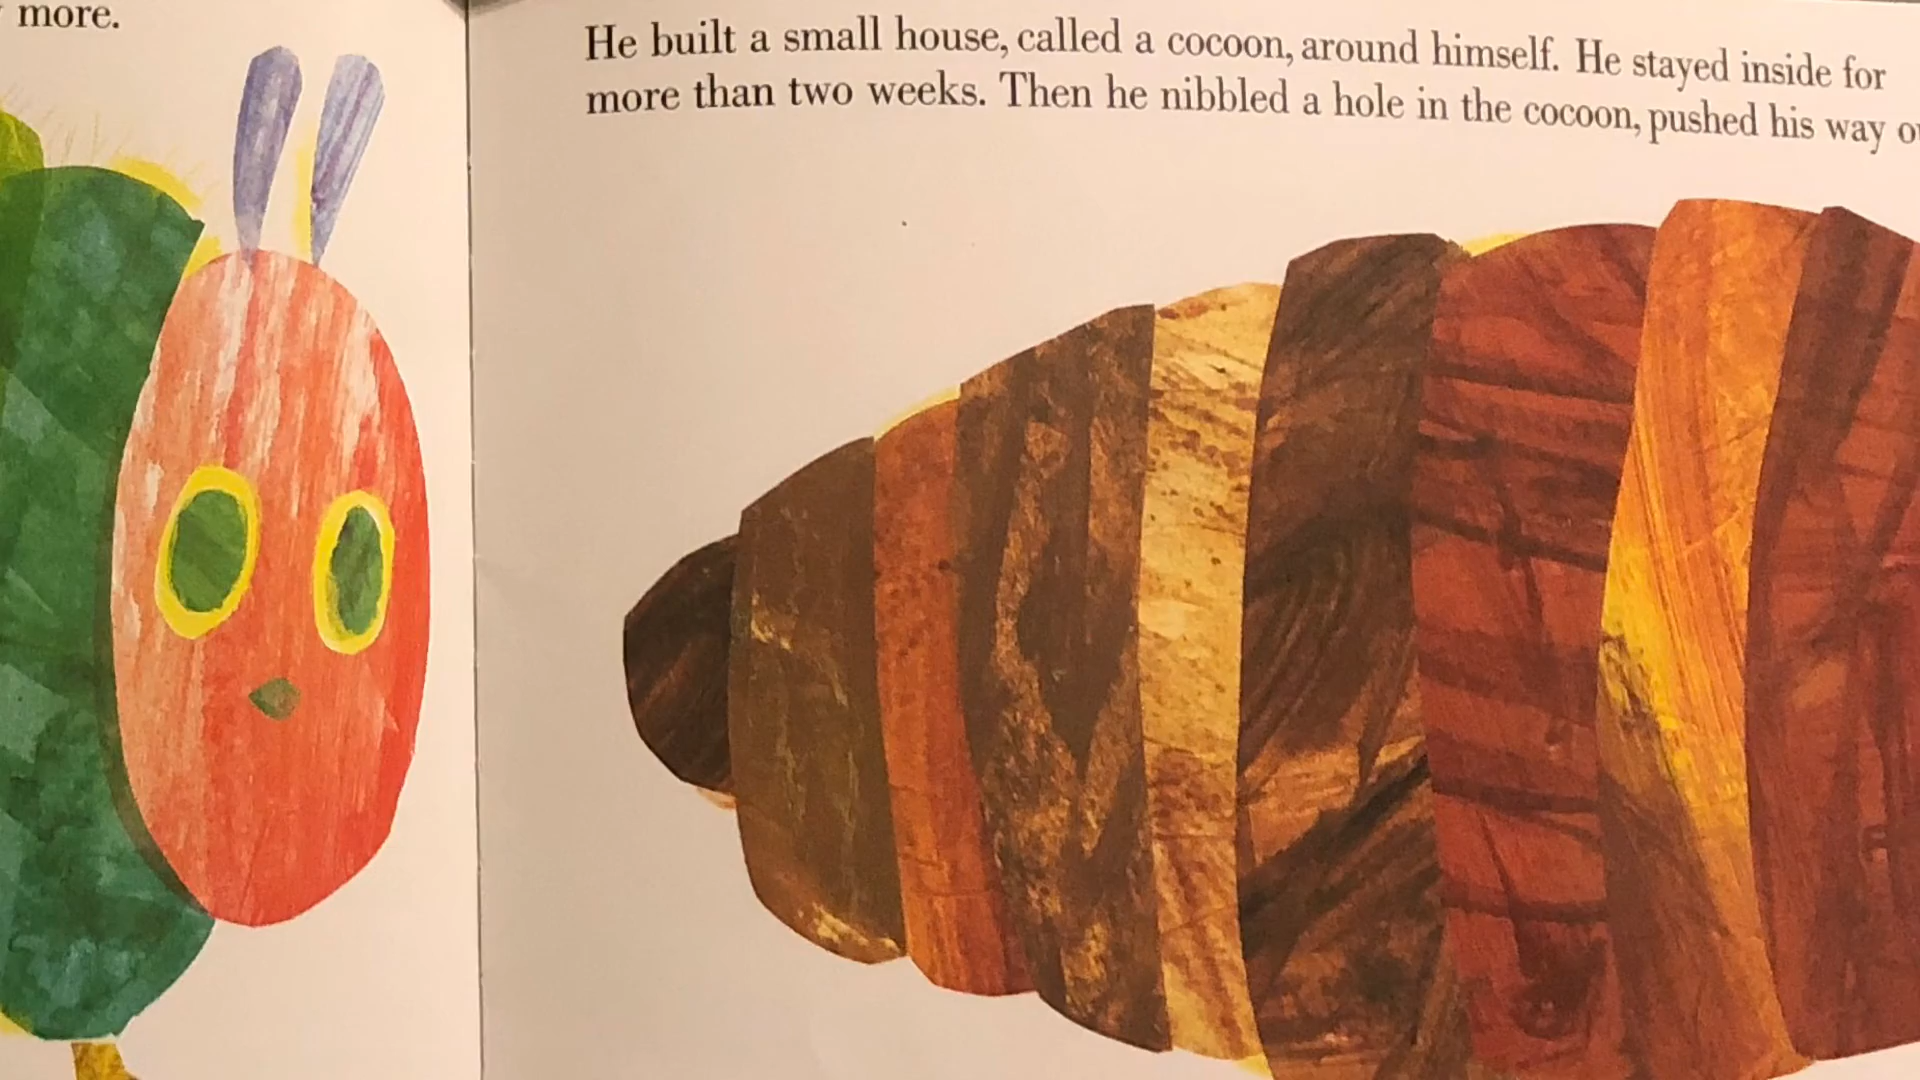 more.
He built a small house, called a cocoon, around himself. He stayed inside for
more than two weeks. Then he nibbled a hole in the cocoon, pushed his way